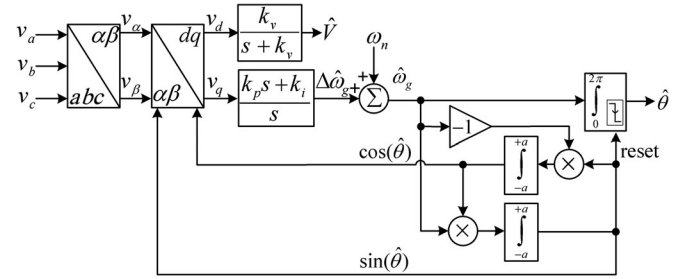 v_a
v_b
v_c
αβ
abc
v_α
v_β
dq
αβ
v_d
v_q
k_v
s + k_v
V̂
k_p s + k_i
s
Δω̂_g
+
+
ω_n
Σ
ω̂_g
-1
2π
∫
0
θ̂
reset
cos(θ̂)
+a
∫
-a
×
×
+a
∫
-a
sin(θ̂)